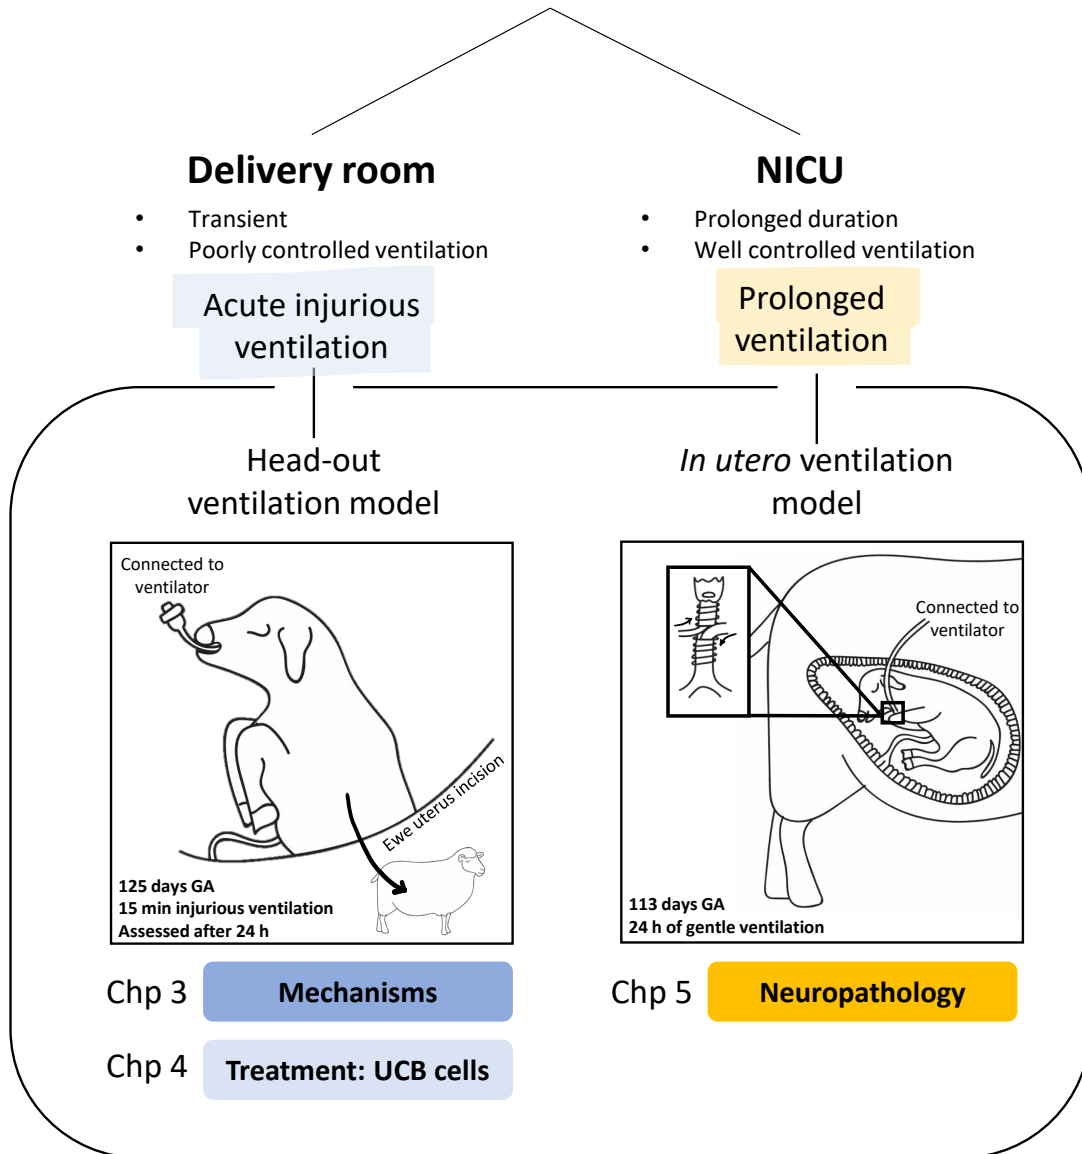 Delivery room
• Transient
• Poorly controlled ventilation
Acute injurious
ventilation
NICU
• Prolonged duration
• Well controlled ventilation
Prolonged
ventilation
Head-out
ventilation model
Connected to
ventilator
Ewe uterus incision
125 days GA
15 min injurious ventilation
Assessed after 24 h
Chp 3 Mechanisms
Chp 4 Treatment: UCB cells
In utero ventilation
model
Connected to
ventilator
113 days GA
24 h of gentle ventilation
Chp 5 Neuropathology